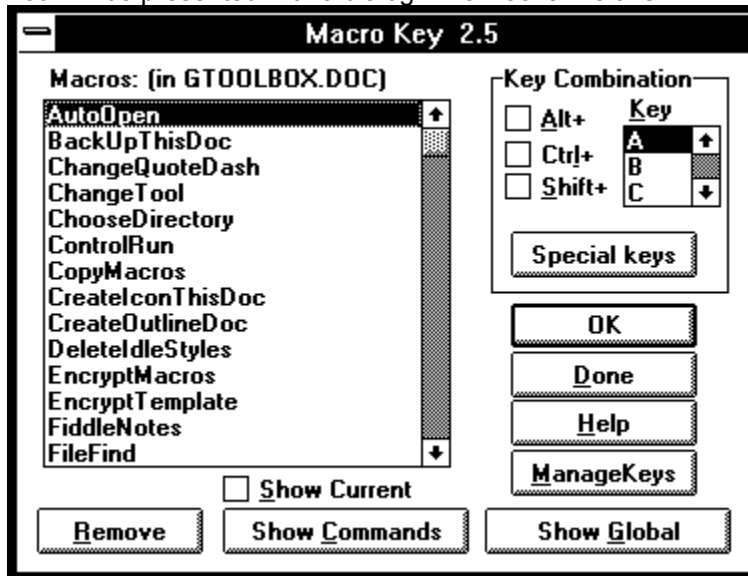 Macro Key 2.5
Macros: (in GTOOLBOX.DOC)
AutoOpen
BackUpThisDoc
ChangeQuoteDash
ChangeTool
ChooseDirectory
ControlRun
CopyMacros
CreateIconThisDoc
CreateOutlineDoc
DeleteIdleStyles
EncryptMacros
EncryptTemplate
FiddleNotes
FileFind
Show Current
Key Combination
Alt+
Ctrl+
Shift+
Key
A
B
C
Special keys
OK
Done
Help
ManageKeys
Remove
Show Commands
Show Global